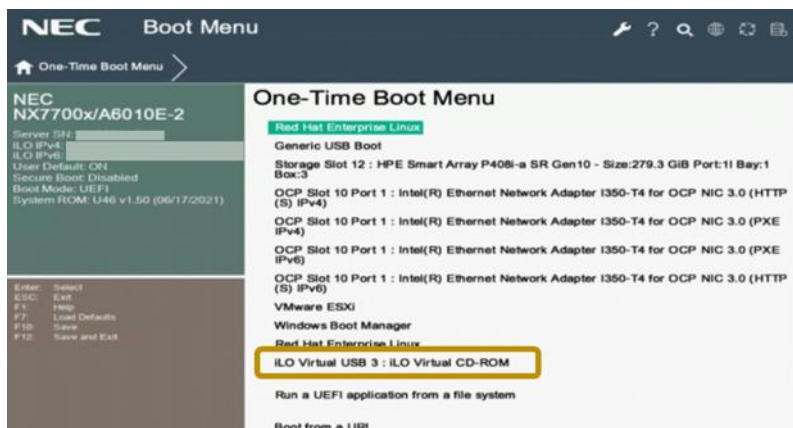 NEC Boot Menu
?
One-Time Boot Menu
NEC
NX7700x/A6010E-2
Server SN:
iLO IPv4:
iLO IPv6:
User Default: ON
Secure Boot: Disabled
Boot Mode: UEFI
System ROM: U46 v1.50 (06/17/2021)
Enter: Select
ESC: Exit
F1: Help
F7: Load Defaults
F10: Save
F12: Save and Exit
One-Time Boot Menu
Red Hat Enterprise Linux
Generic USB Boot
Storage Slot 12 : HPE Smart Array P408i-a SR Gen10 - Size:279.3 GiB Port:1I Bay:1
Box:3
OCP Slot 10 Port 1 : Intel(R) Ethernet Network Adapter I350-T4 for OCP NIC 3.0 (HTTP
(S) IPv4)
OCP Slot 10 Port 1 : Intel(R) Ethernet Network Adapter I350-T4 for OCP NIC 3.0 (PXE
IPv4)
OCP Slot 10 Port 1 : Intel(R) Ethernet Network Adapter I350-T4 for OCP NIC 3.0 (PXE
IPv6)
OCP Slot 10 Port 1 : Intel(R) Ethernet Network Adapter I350-T4 for OCP NIC 3.0 (HTTP
(S) IPv6)
VMware ESXi
Windows Boot Manager
Red Hat Enterprise Linux
iLO Virtual USB 3 : iLO Virtual CD-ROM
Run a UEFI application from a file system
Boot from a URL